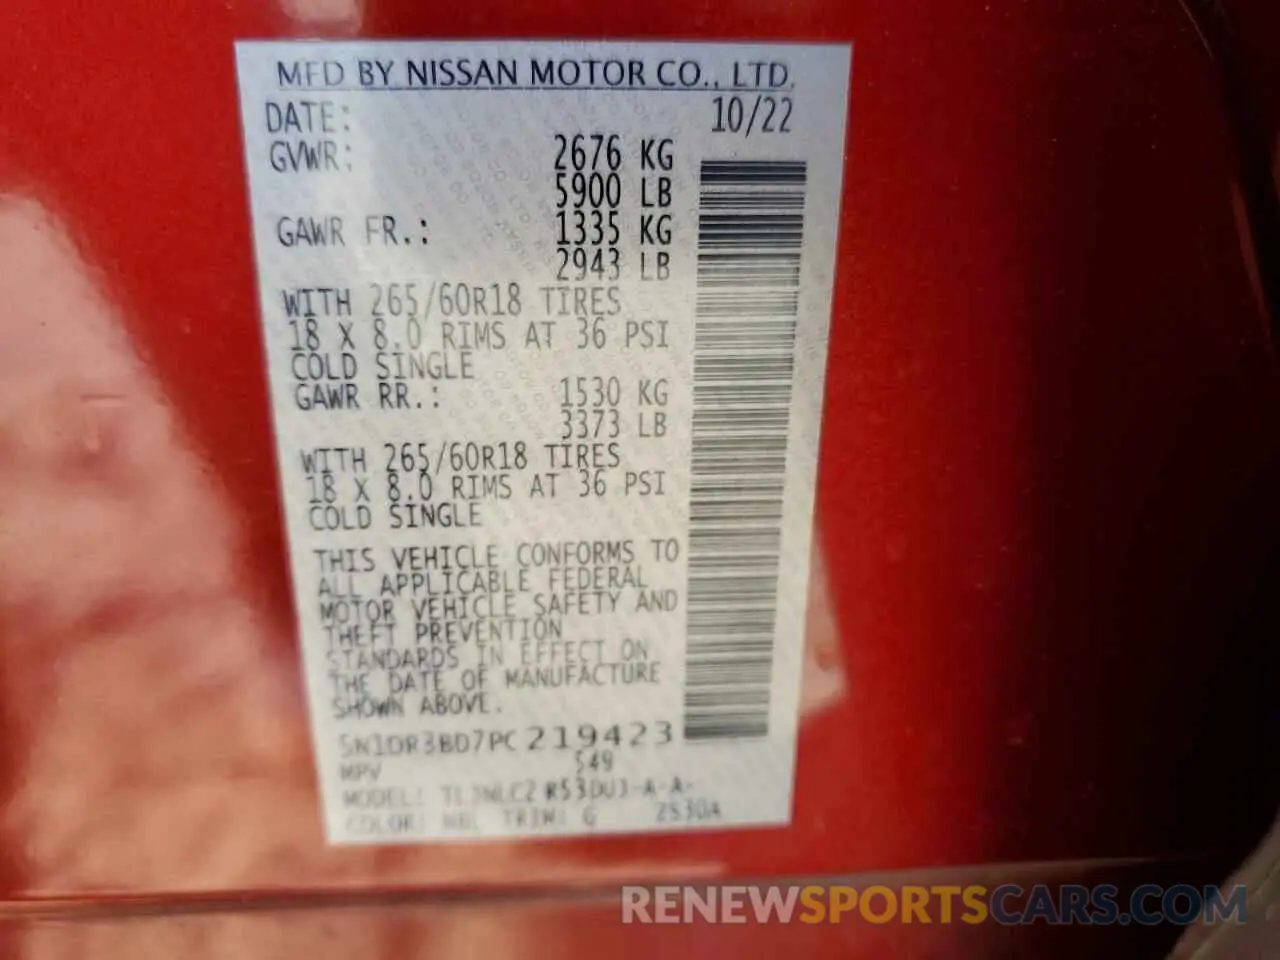 MFD BY NISSAN MOTOR CO., LTD.
DATE: 10/22
GVWR: 2676 KG
5900 LB
GAWR FR.: 1335 KG
2943 LB
WITH 265/60R18 TIRES
18 X 8.0 RIMS AT 36 PSI
COLD SINGLE
GAWR RR.: 1530 KG
3373 LB
WITH 265/60R18 TIRES
18 X 8.0 RIMS AT 36 PSI
COLD SINGLE
THIS VEHICLE CONFORMS TO
ALL APPLICABLE FEDERAL
MOTOR VEHICLE SAFETY AND
THEFT PREVENTION
STANDARDS IN EFFECT ON
THE DATE OF MANUFACTURE
SHOWN ABOVE.
5N1DR3BD7PC219423
MPV 549
MODEL:
COLOR: TRIM: G 2530A
RENEWSPORTSCARS.COM